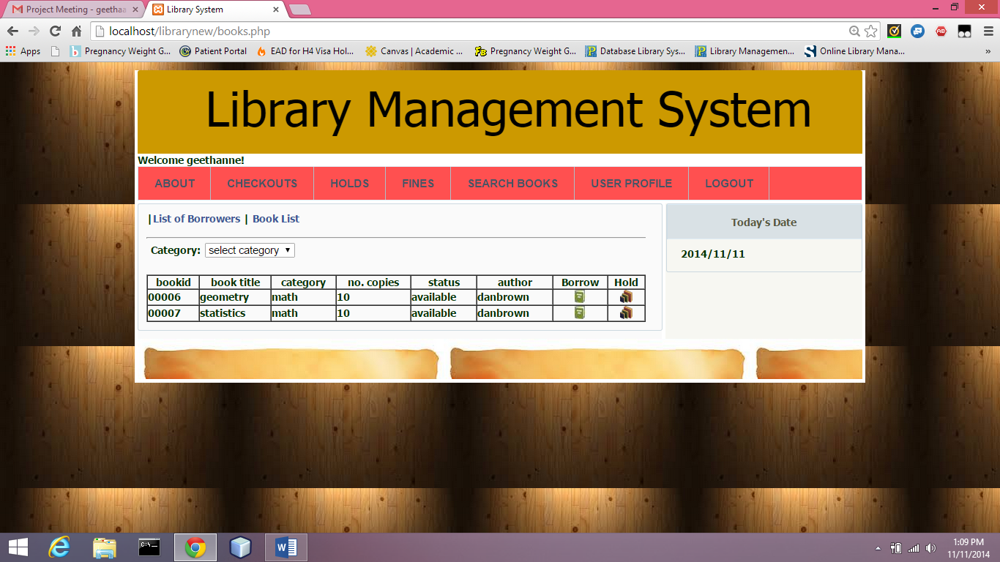 Project Meeting - geethaa
Library System
localhost/librarynew/books.php
Apps
Pregnancy Weight G...
Patient Portal
EAD for H4 Visa Hol...
Canvas | Academic ...
Pregnancy Weight G...
Database Library Sys...
Library Managemen...
Online Library Mana...
»
Library Management System
Welcome geethanne!
ABOUT CHECKOUTS HOLDS FINES SEARCH BOOKS USER PROFILE LOGOUT
|List of Borrowers | Book List
Today's Date
2014/11/11
Category: select category
bookid book title category no. copies status author Borrow Hold
00006 geometry math 10 available danbrown
00007 statistics math 10 available danbrown
1:09 PM
11/11/2014